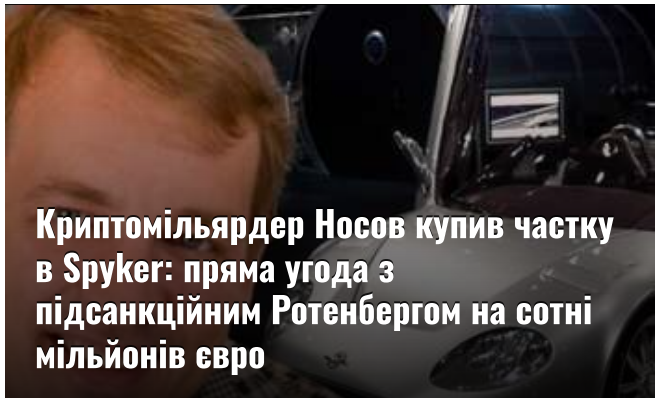 Криптомільярдер Носов купив частку
в Spyker: пряма угода з
підсанкційним Ротенбергом на сотні
мільйонів євро